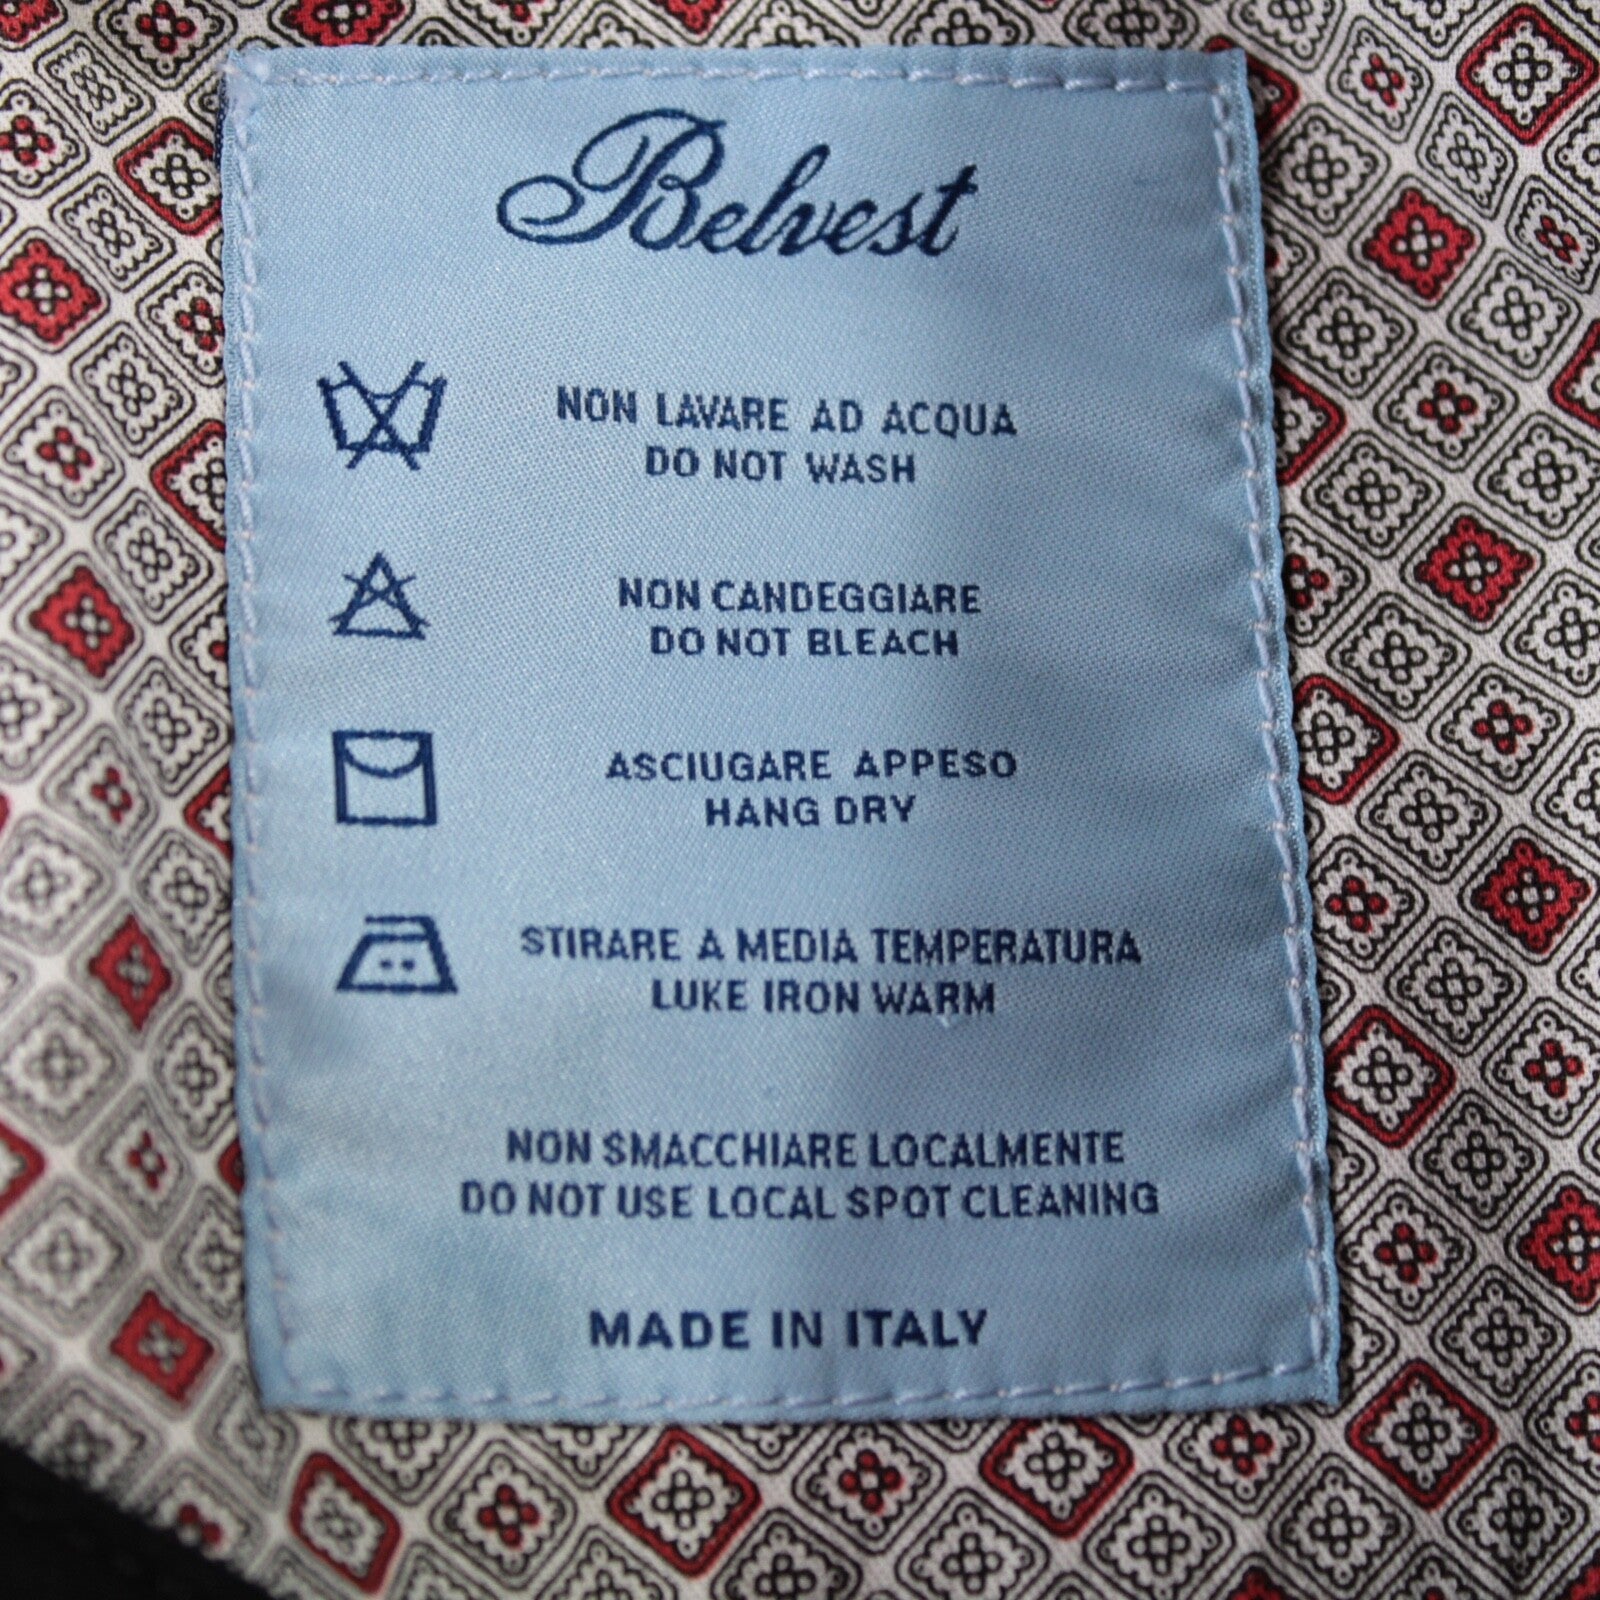 Belvest
NON LAVARE AD ACQUA
DO NOT WASH
NON CANDEGGIARE
DO NOT BLEACH
ASCIUGARE APPESO
HANG DRY
STIRARE A MEDIA TEMPERATURA
LUKE IRON WARM
NON SMACCHIARE LOCALMENTE
DO NOT USE LOCAL SPOT CLEANING
MADE IN ITALY